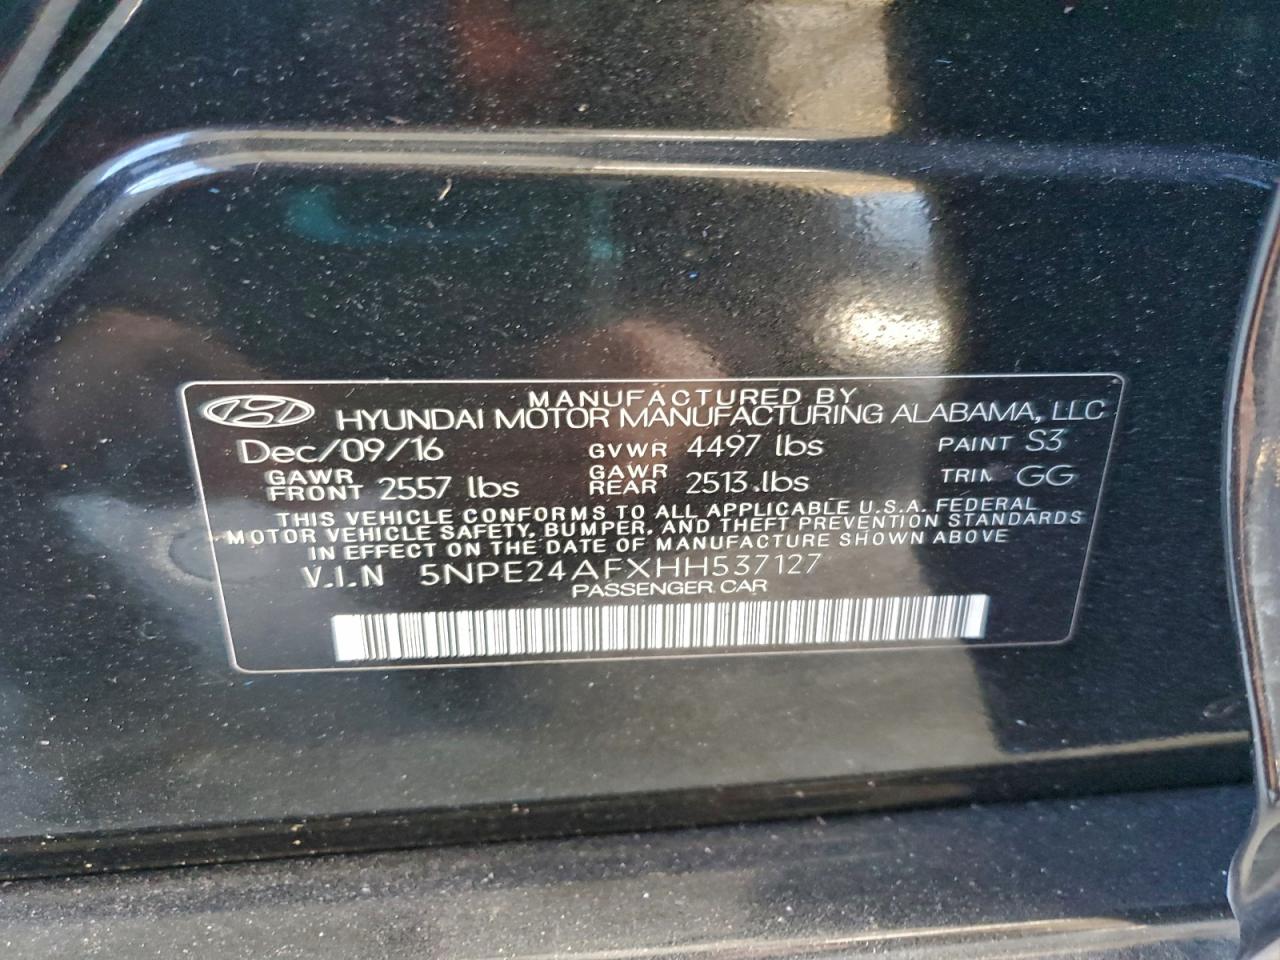 MANUFACTURED BY
HYUNDAI MOTOR MANUFACTURING ALABAMA, LLC
Dec/09/16 GVWR 4497 lbs PAINT S3
GAWR FRONT 2557 lbs GAWR REAR 2513.lbs TRIM GG
THIS VEHICLE CONFORMS TO ALL APPLICABLE U.S.A. FEDERAL
MOTOR VEHICLE SAFETY, BUMPER, AND THEFT PREVENTION STANDARDS
IN EFFECT ON THE DATE OF MANUFACTURE SHOWN ABOVE
V.I.N 5NPE24AFXHH537127
PASSENGER CAR